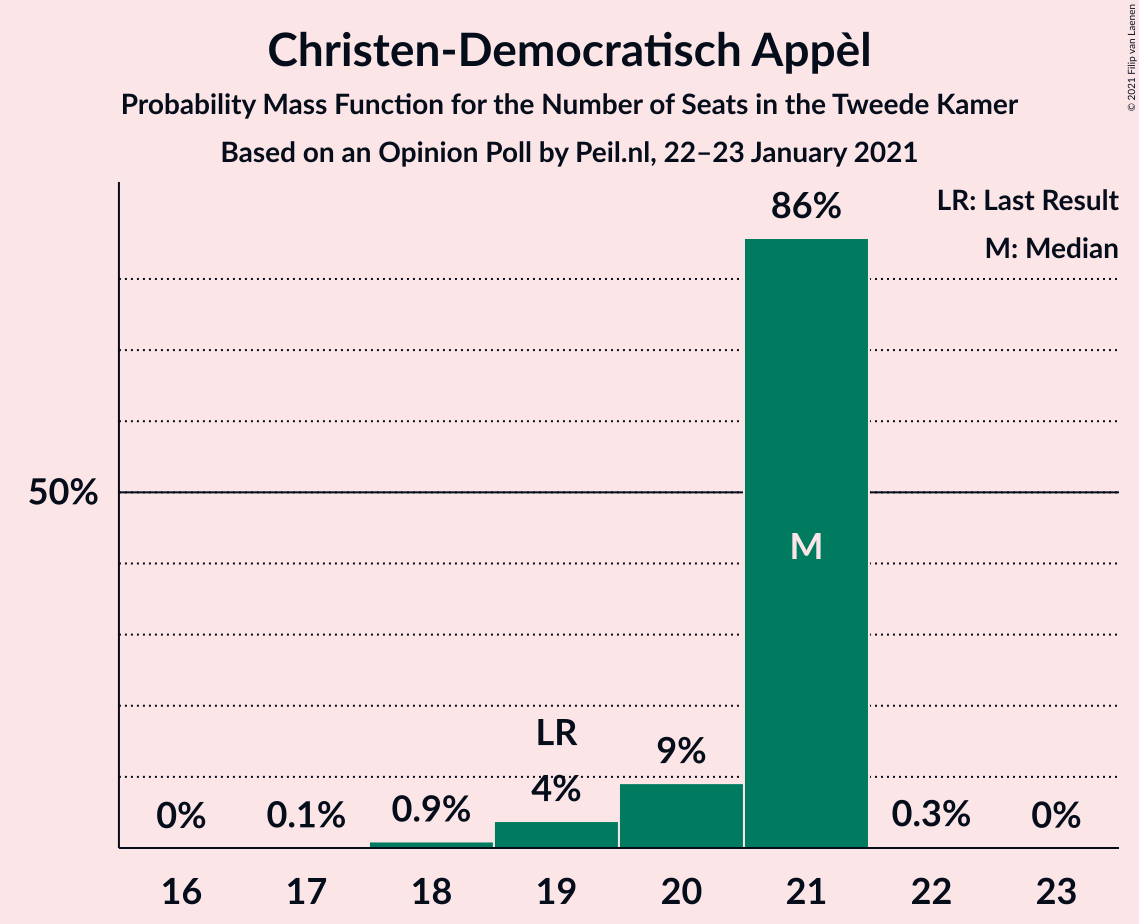 Christen-Democratisch Appèl
Probability Mass Function for the Number of Seats in the Tweede Kamer
Based on an Opinion Poll by Peil.nl, 22–23 January 2021
© 2021 Filip van Laenen
LR: Last Result
M: Median
86%
50%
M
LR
9%
4%
0%
0.1%
0.9%
0.3%
0%
16 17 18 19 20 21 22 23